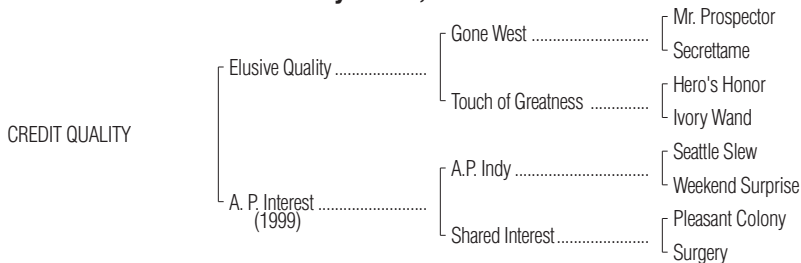 Mr. Prospector
Gone West
Secrettame
Elusive Quality
Hero's Honor
Touch of Greatness
Ivory Wand
CREDIT QUALITY
Seattle Slew
A.P. Indy
Weekend Surprise
A. P. Interest
(1999)
Pleasant Colony
Shared Interest
Surgery